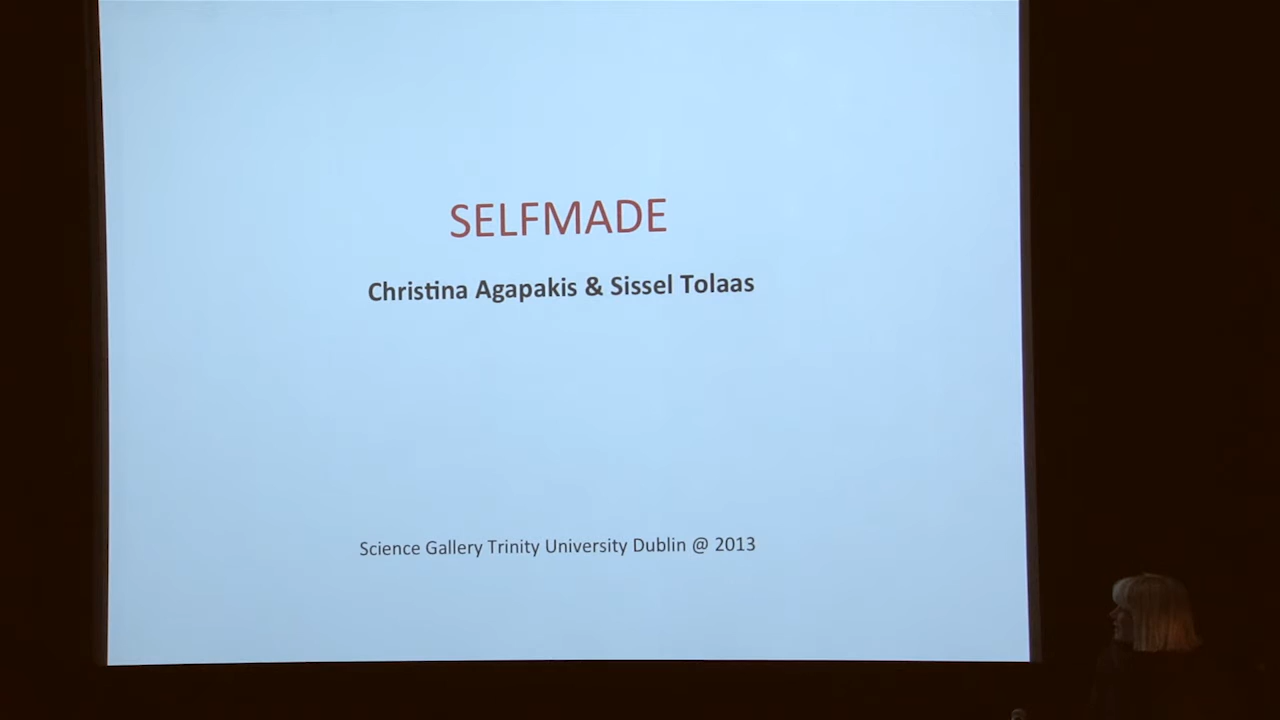 SELFMADE
Christina Agapakis & Sissel Tolaas
Science Gallery Trinity University Dublin @ 2013